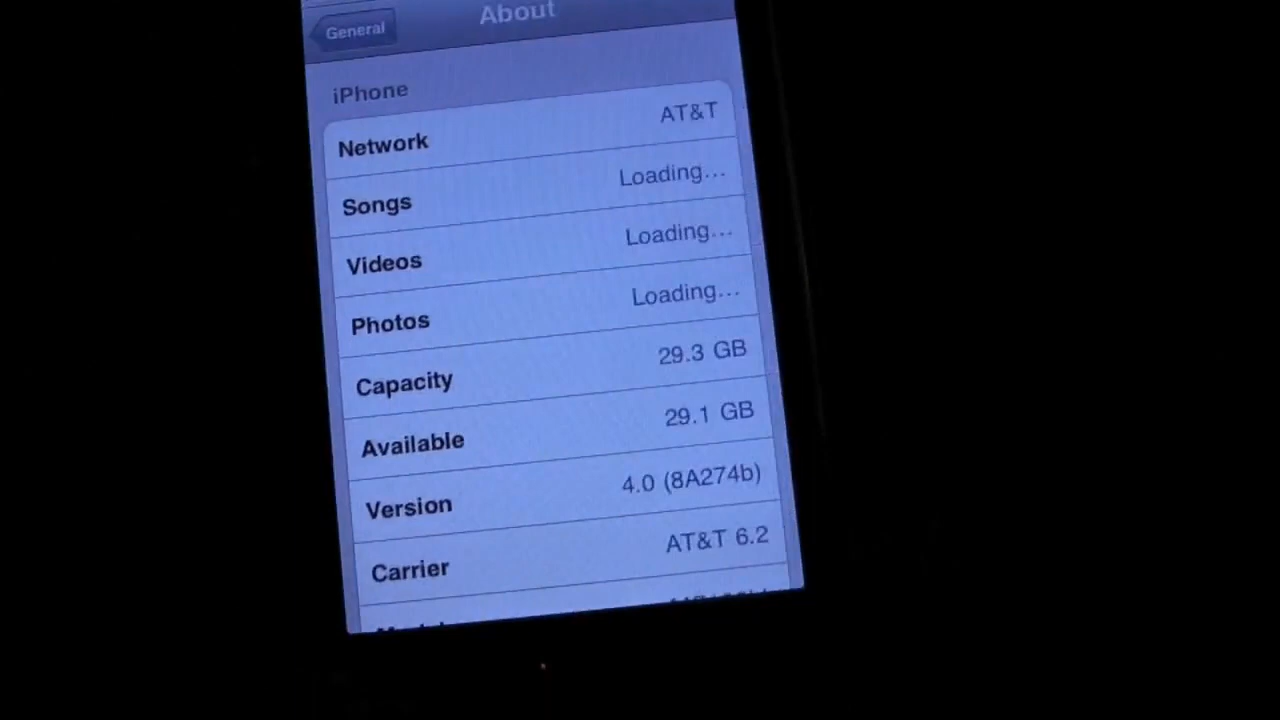 General
About
iPhone
Network AT&T
Songs Loading...
Videos Loading...
Photos Loading...
Capacity 29.3 GB
Available 29.1 GB
Version 4.0 (8A274b)
Carrier AT&T 6.2